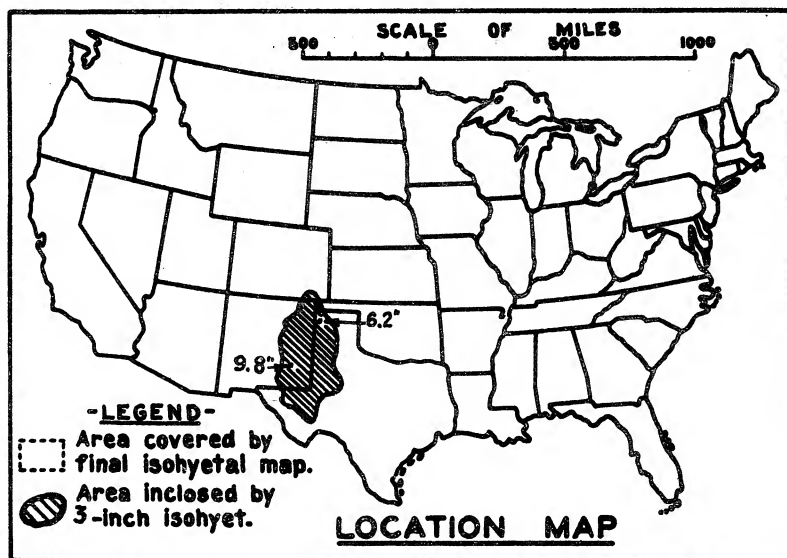 SCALE OF MILES
500 0 500 1000
6.2"
9.8"
-LEGEND-
Area covered by
final isohyetal map.
Area inclosed by
3-inch isohyet.
LOCATION MAP